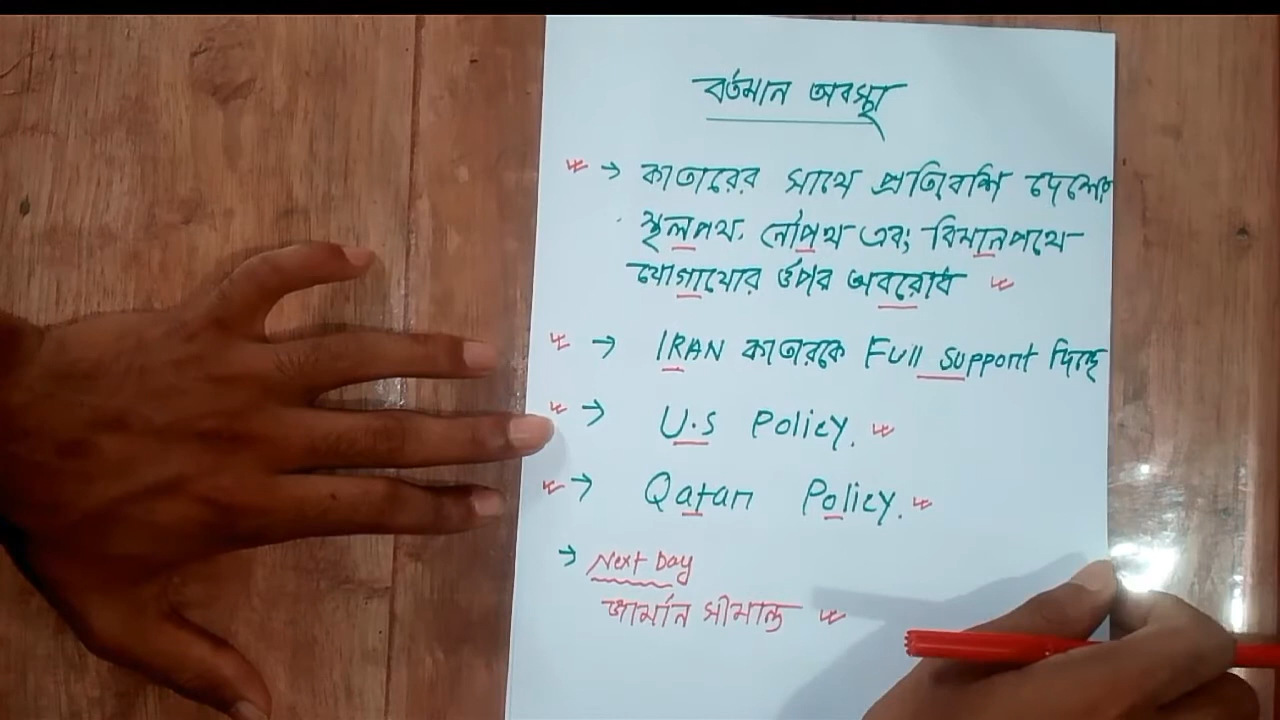 বর্তমান অবস্থা
→ কাতারের সাথে প্রতিবেশি দেশের
স্থলপথ, নৌপথ এবং বিমানপথে
যোগাযোগ উপর অবরোধ
→ IRAN কাতারকে Full Support দিচ্ছে
→ U.S Policy.
→ Qatar Policy.
→ Next Day
জার্মান সীমান্ত